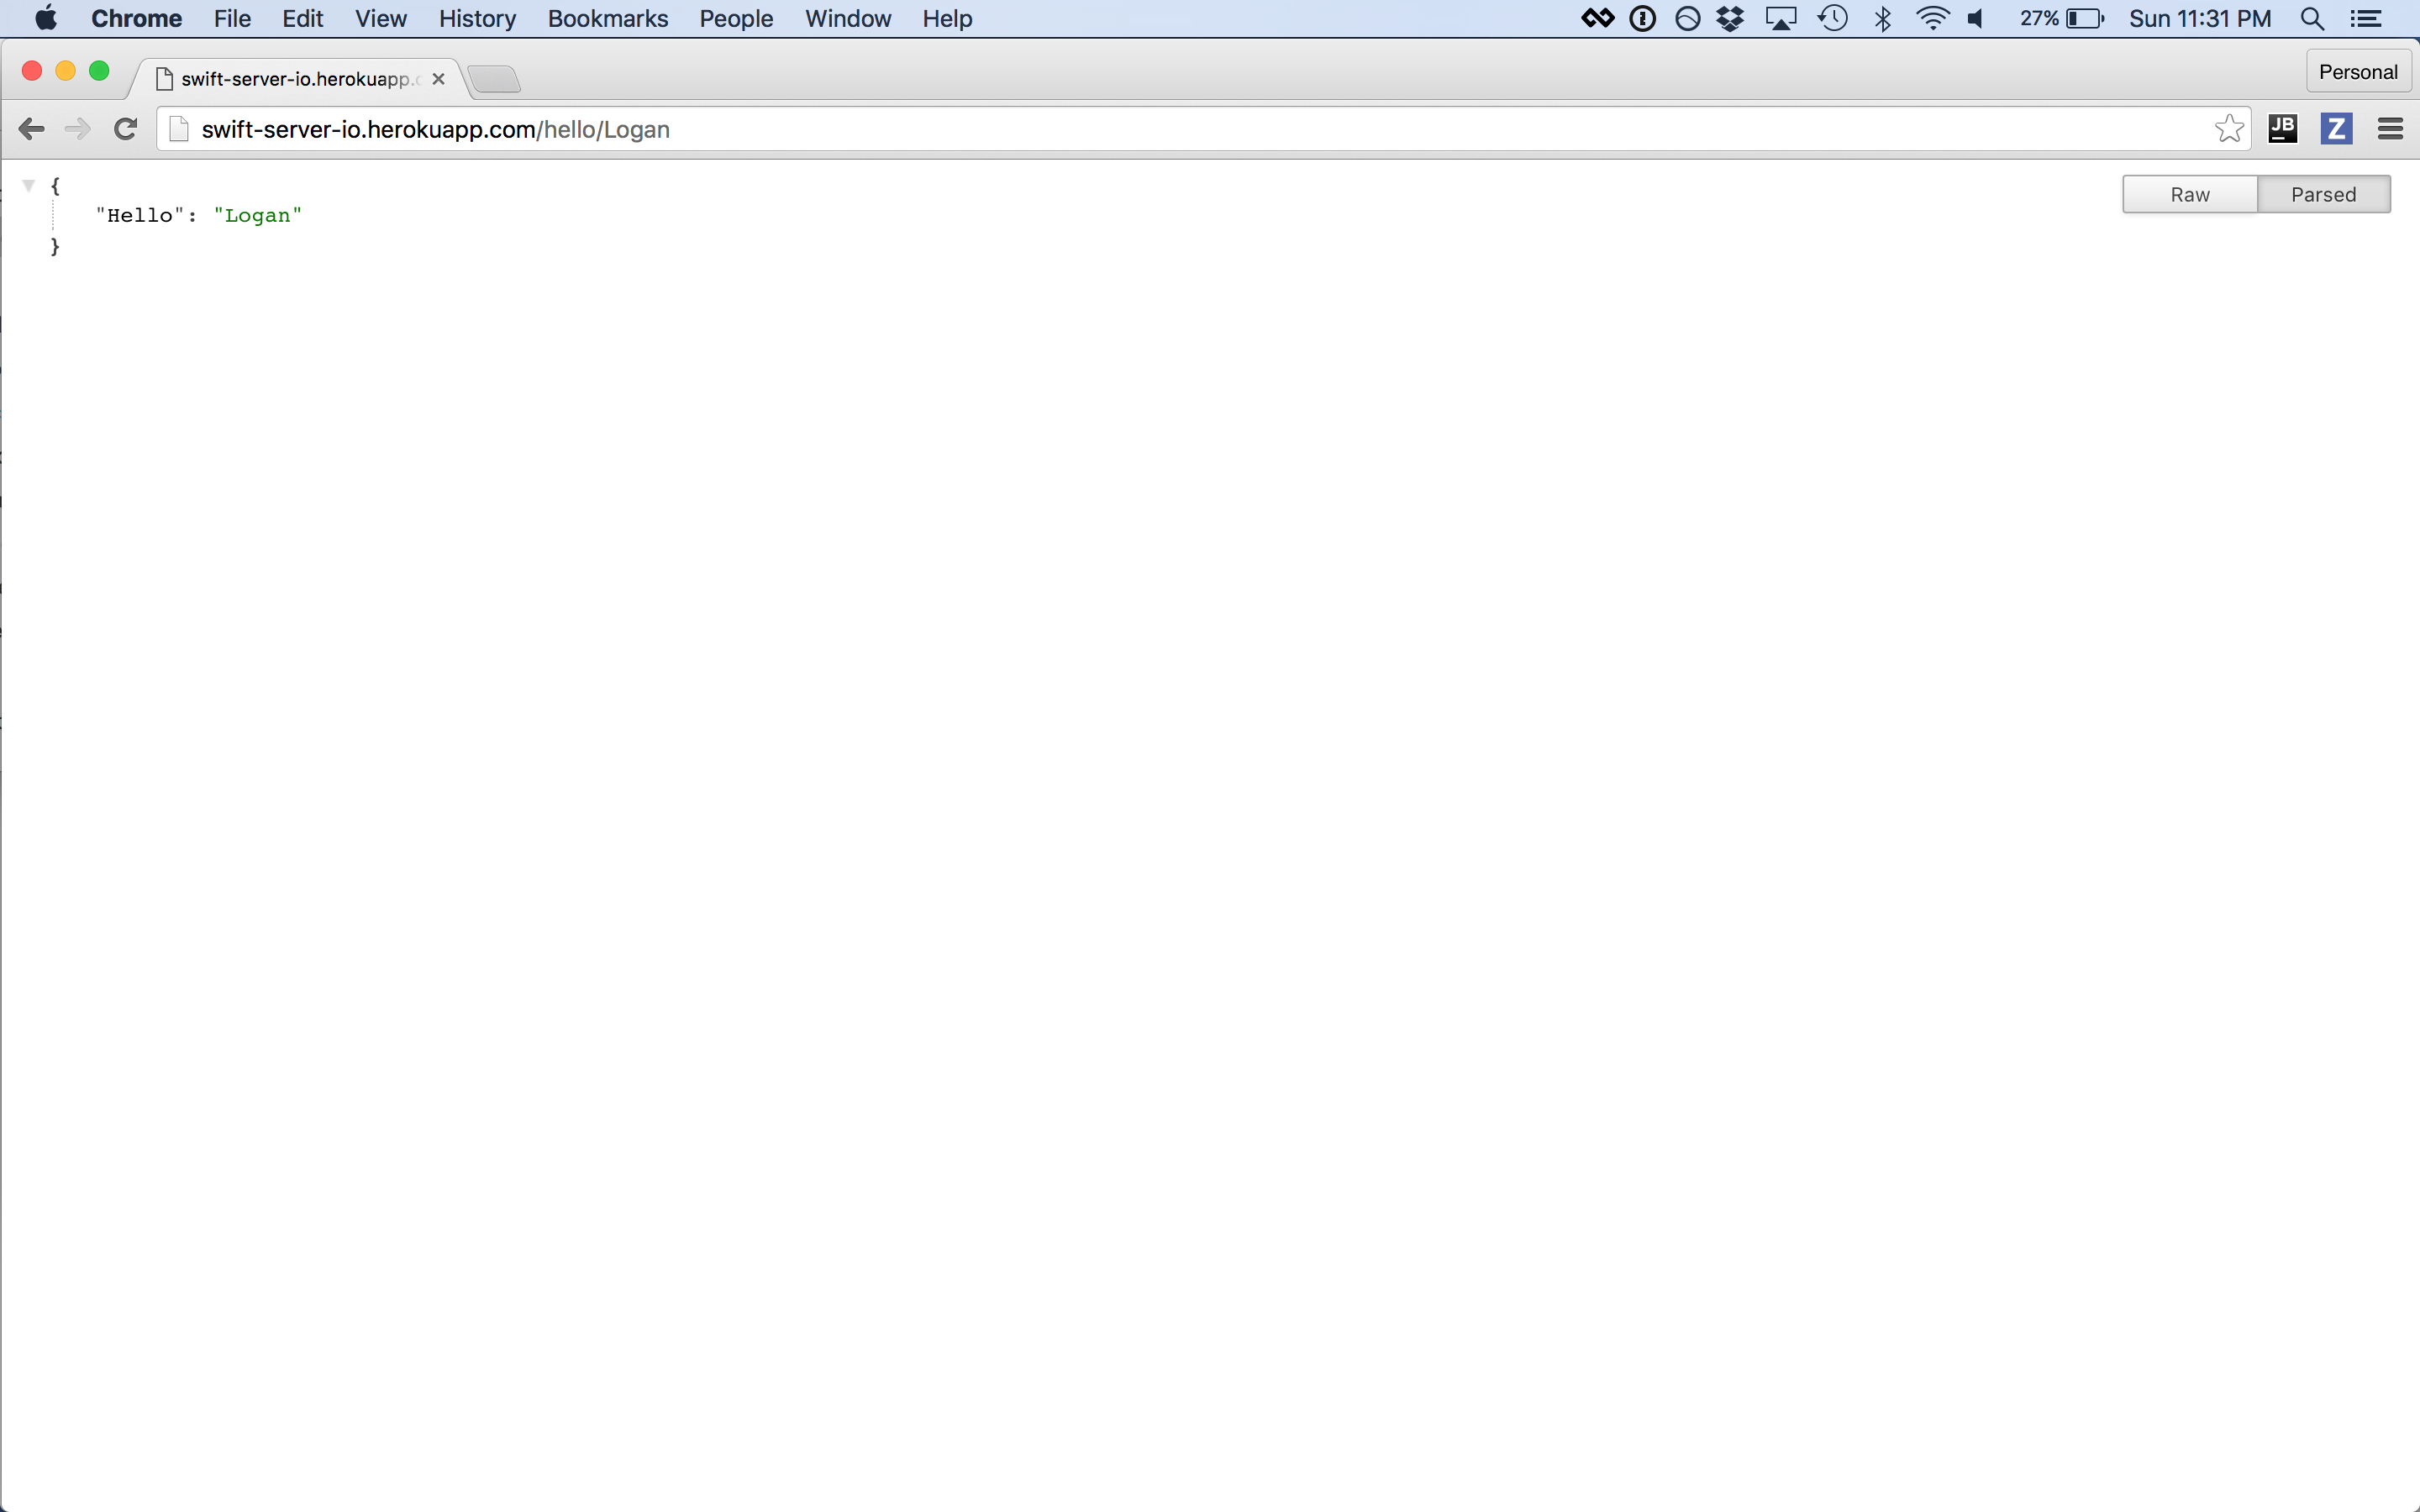 Chrome File Edit View History Bookmarks People Window Help 27% Sun 11:31 PM
swift-server-io.herokuapp. Personal
swift-server-io.herokuapp.com/hello/Logan JB Z
{
"Hello": "Logan"
}
Raw Parsed